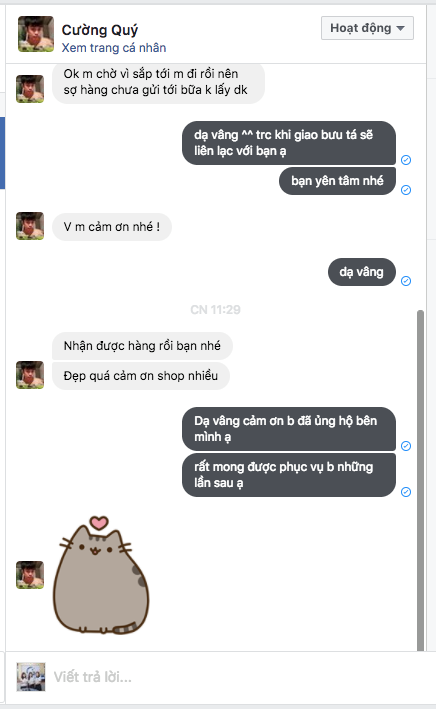 Cường Quý
Xem trang cá nhân
Hoạt động
Ok m chờ vì sắp tới m đi rồi nên
sợ hàng chưa gửi tới bữa k lấy dk
dạ vâng ^^ trc khi giao bưu tá sẽ
liên lạc với bạn ạ
bạn yên tâm nhé
V m cảm ơn nhé !
dạ vâng
CN 11:29
Nhận được hàng rồi bạn nhé
Đẹp quá cảm ơn shop nhiều
Dạ vâng cảm ơn b đã ủng hộ bên
mình ạ
rất mong được phục vụ b những
lần sau ạ
Viết trả lời...